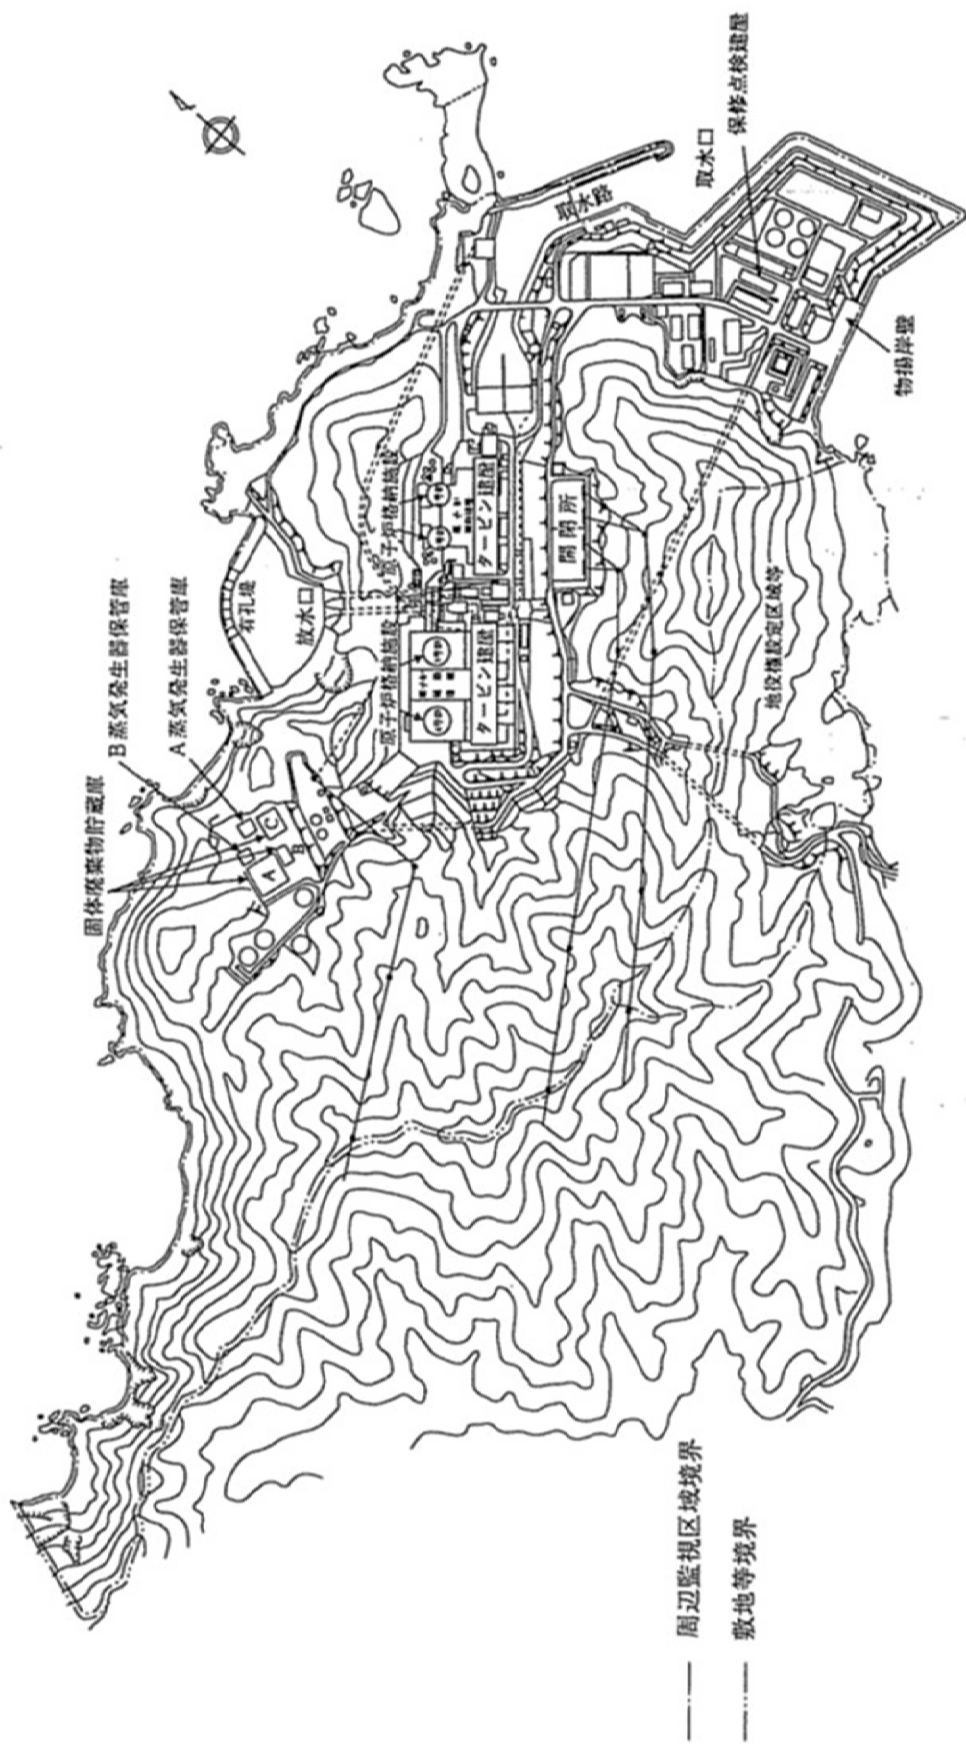 固体廃棄物貯蔵庫
B蒸気発生器保管庫
A蒸気発生器保管庫
A
B
C
有孔堤
放水口
原子炉格納施設
原子炉格納施設
タービン建屋
タービン建屋
開閉所
地役権設定区域等
取水路
取水口
保修点検建屋
物揚岸壁
周辺監視区域境界
敷地等境界